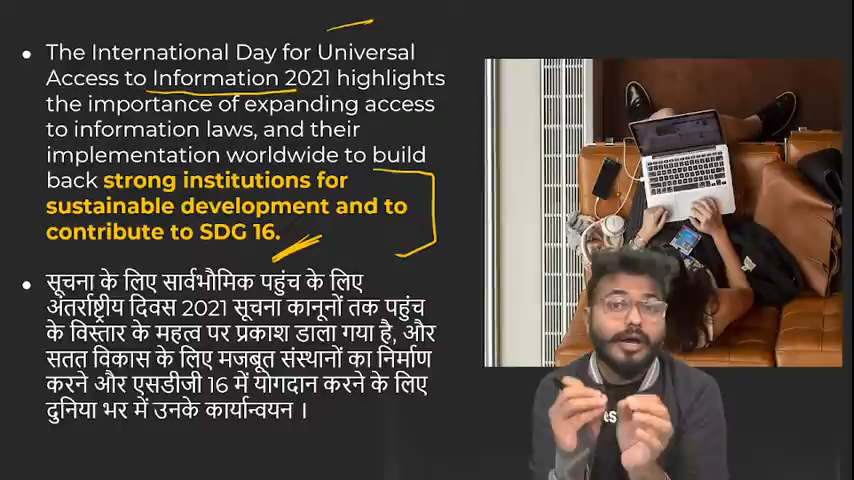 The International Day for Universal
Access to Information 2021 highlights
the importance of expanding access
to information laws, and their
implementation worldwide to build
back strong institutions for
sustainable development and to
contribute to SDG 16.
सूचना के लिए सार्वभौमिक पहुंच के लिए
अंतर्राष्ट्रीय दिवस 2021 सूचना कानूनों तक पहुंच
के विस्तार के महत्व पर प्रकाश डाला गया है, और
सतत विकास के लिए मजबूत संस्थानों का निर्माण
करने और एसडीजी 16 में योगदान करने के लिए
दुनिया भर में उनके कार्यान्वयन ।